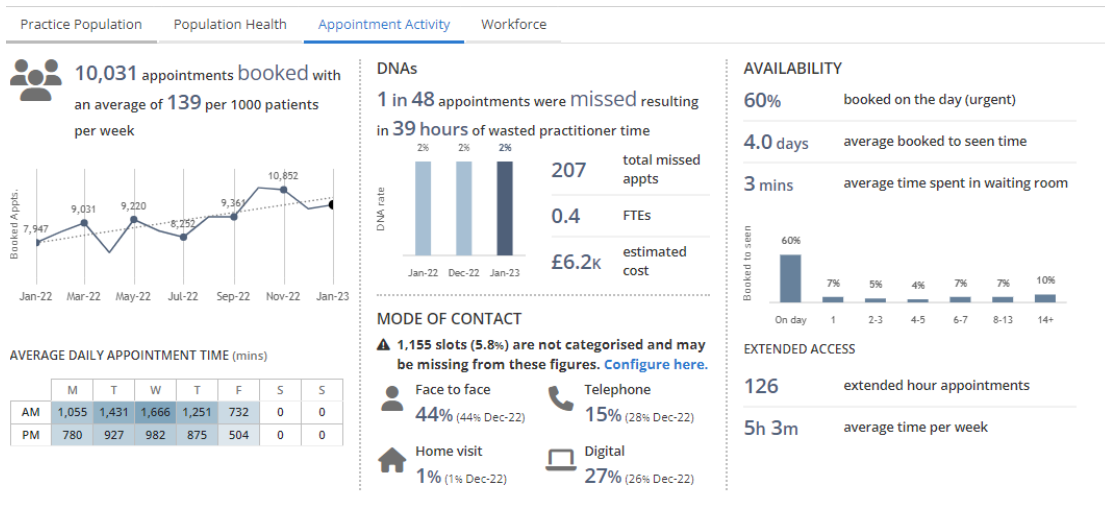 Practice Population
Population Health
Appointment Activity
Workforce
10,031 appointments booked with
an average of 139 per 1000 patients
per week
Booked Appts.
7,947
9,031
9,220
8,252
9,361
10,852
Jan-22 Mar-22 May-22 Jul-22 Sep-22 Nov-22 Jan-23
AVERAGE DAILY APPOINTMENT TIME (mins)
M T W T F S S
AM 1,055 1,431 1,666 1,251 732 0 0
PM 780 927 982 875 504 0 0
DNAs
1 in 48 appointments were missed resulting
in 39 hours of wasted practitioner time
DNA rate
2% 2% 2%
Jan-22 Dec-22 Jan-23
207 total missed
appts
0.4 FTEs
£6.2K estimated
cost
MODE OF CONTACT
1,155 slots (5.8%) are not categorised and may
be missing from these figures. Configure here.
Face to face
44% (44% Dec-22)
Telephone
15% (28% Dec-22)
Home visit
1% (1% Dec-22)
Digital
27% (26% Dec-22)
AVAILABILITY
60% booked on the day (urgent)
4.0 days average booked to seen time
3 mins average time spent in waiting room
Booked to seen
60% 7% 5% 4% 7% 7% 10%
On day 1 2-3 4-5 6-7 8-13 14+
EXTENDED ACCESS
126 extended hour appointments
5h 3m average time per week